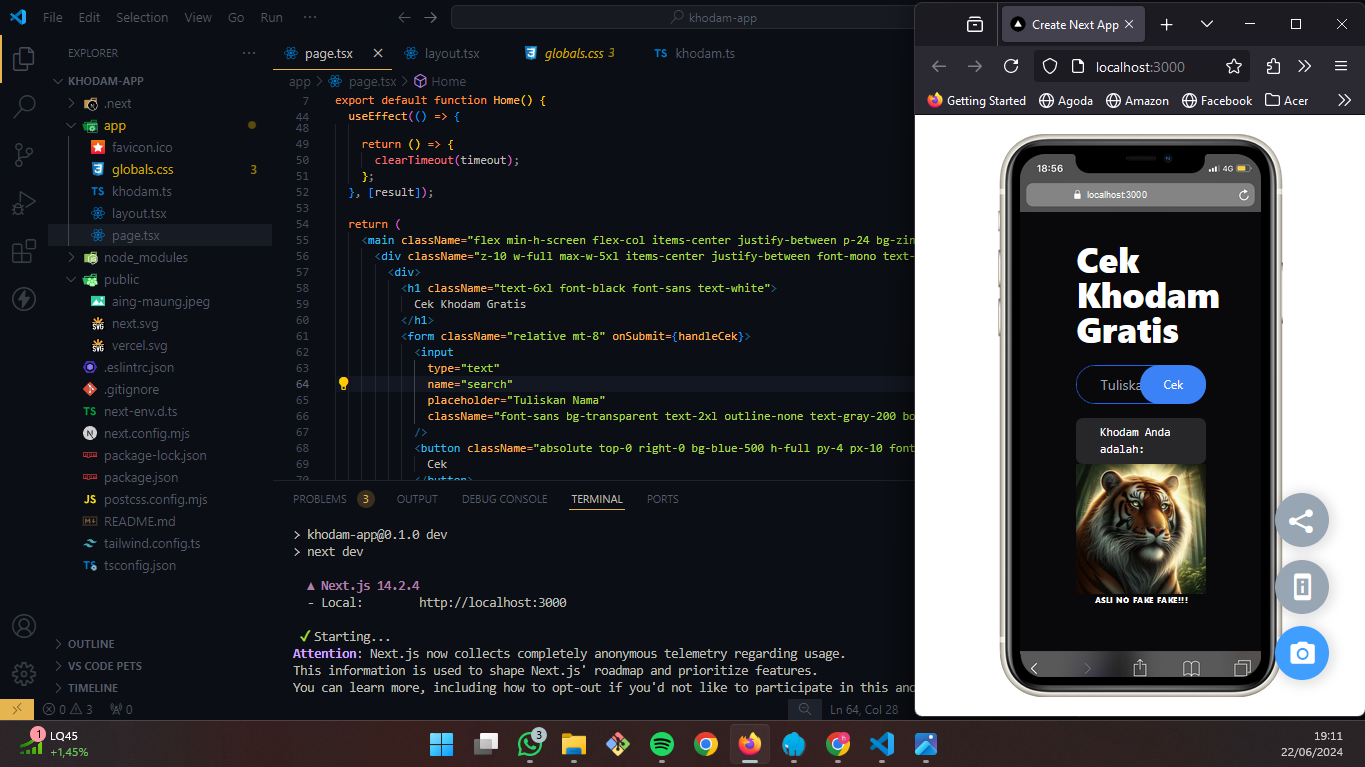 File Edit Selection View Go Run ···
khodam-app
EXPLORER ···
KHODAM-APP
.next
app
favicon.ico
globals.css 3
TS khodam.ts
layout.tsx
page.tsx
node_modules
public
aing-maung.jpeg
SVG next.svg
SVG vercel.svg
.eslintrc.json
.gitignore
TS next-env.d.ts
N next.config.mjs
package-lock.json
package.json
JS postcss.config.mjs
README.md
tailwind.config.ts
tsconfig.json
OUTLINE
VS CODE PETS
TIMELINE
page.tsx layout.tsx globals.css 3 TS khodam.ts
app > page.tsx > Home
7 export default function Home() {
44 useEffect(() => {
48
49 return () => {
50 clearTimeout(timeout);
51 };
52 }, [result]);
53
54 return (
55 <main className="flex min-h-screen flex-col items-center justify-between p-24 bg-zin
56 <div className="z-10 w-full max-w-5xl items-center justify-between font-mono text-
57 <div>
58 <h1 className="text-6xl font-black font-sans text-white">
59 Cek Khodam Gratis
60 </h1>
61 <form className="relative mt-8" onSubmit={handleCek}>
62 <input
63 type="text"
64 name="search"
65 placeholder="Tuliskan Nama"
66 className="font-sans bg-transparent text-2xl outline-none text-gray-200 bo
67 />
68 <button className="absolute top-0 right-0 bg-blue-500 h-full py-4 px-10 font
69 Cek
70 </button>
PROBLEMS 3 OUTPUT DEBUG CONSOLE TERMINAL PORTS
> khodam-app@0.1.0 dev
> next dev
▲ Next.js 14.2.4
- Local: http://localhost:3000
✓ Starting...
Attention: Next.js now collects completely anonymous telemetry regarding usage.
This information is used to shape Next.js' roadmap and prioritize features.
You can learn more, including how to opt-out if you'd not like to participate in this ano
0 3 0
Ln 64, Col 28
Create Next App
localhost:3000
Getting Started Agoda Amazon Facebook Acer
18:56 4G
localhost:3000
Cek
Khodam
Gratis
Tuliska Cek
Khodam Anda
adalah:
ASLI NO FAKE FAKE!!!
1 LQ45
+1,45%
3
19:11
22/06/2024